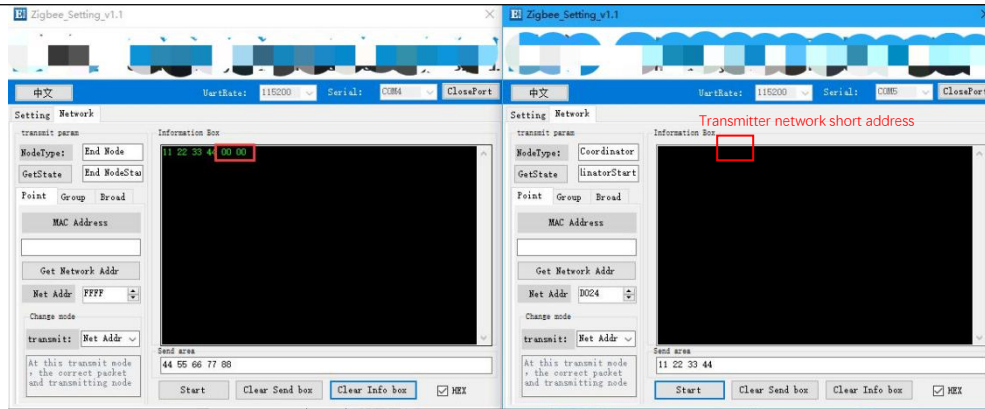 Zigbee_Setting_v1.1
中文
UartRate:
115200
Serial:
COM4
ClosePort
Setting
Network
transmit param
NodeType:
End Node
GetState
End NodeStar
Point
Group
Broad
MAC Address
Get Network Addr
Net Addr
FFFF
Change mode
transmit:
Net Addr
At this transmit mode
, the correct packet
and transmitting node
Information Box
11 22 33 44 00 00
Send area
44 55 66 77 88
Start
Clear Send box
Clear Info box
HEX
Zigbee_Setting_v1.1
中文
UartRate:
115200
Serial:
COM5
ClosePort
Setting
Network
Transmitter network short address
transmit param
NodeType:
Coordinator
GetState
linatorStart
Point
Group
Broad
MAC Address
Get Network Addr
Net Addr
D024
Change mode
transmit:
Net Addr
At this transmit mode
, the correct packet
and transmitting node
Information Box
Send area
11 22 33 44
Start
Clear Send box
Clear Info box
HEX